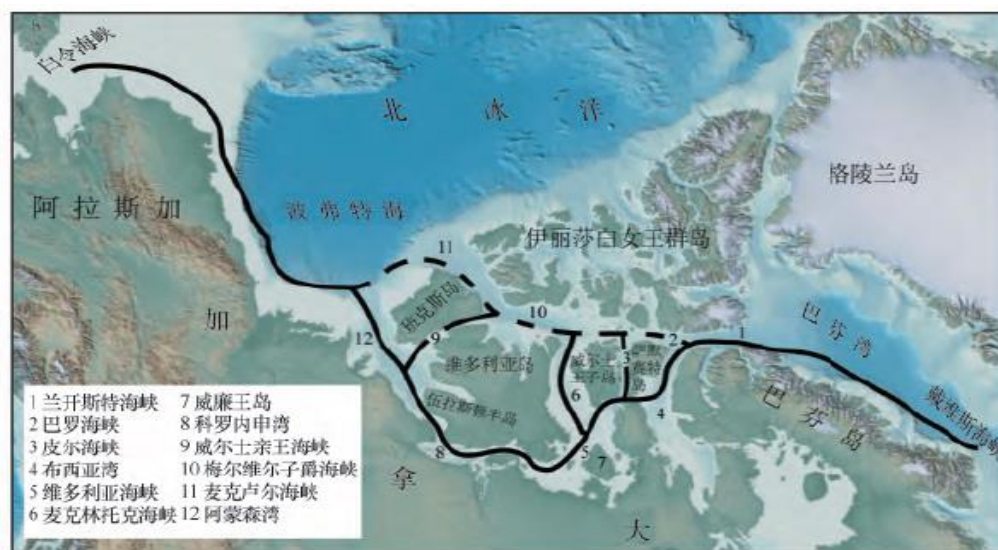 白令海峡
北冰洋
格陵兰岛
阿拉斯加
波弗特海
伊丽莎白女王群岛
11
班克斯岛
10
巴芬湾
加
12
9
维多利亚岛
威尔士
王子岛
3
2
1
戴维斯海峡
6
4
巴芬岛
8
5
7
拿
大
1 兰开斯特海峡
2 巴罗海峡
3 皮尔海峡
4 布西亚湾
5 维多利亚海峡
6 麦克林托克海峡
7 威廉王岛
8 科罗内申湾
9 威尔士亲王海峡
10 梅尔维尔子爵海峡
11 麦克卢尔海峡
12 阿蒙森湾